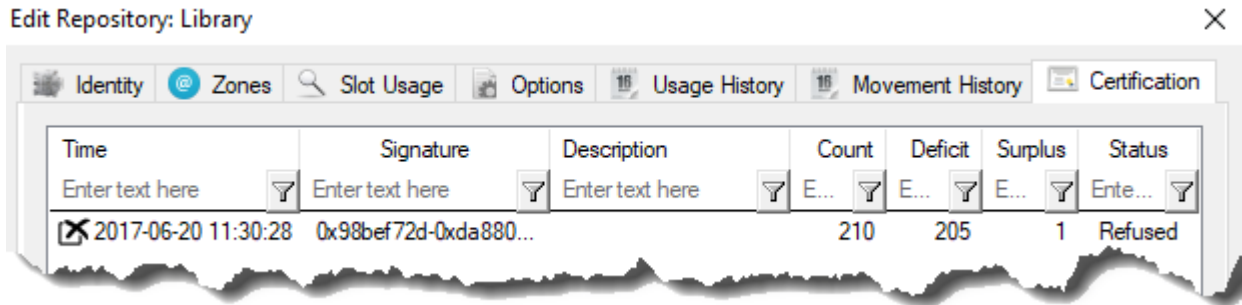 Edit Repository: Library
Identity Zones Slot Usage Options Usage History Movement History Certification
Time Signature Description Count Deficit Surplus Status
Enter text here Enter text here Enter text here E... E... E... Ente...
2017-06-20 11:30:28 0x98bef72d-0xda880... 210 205 1 Refused